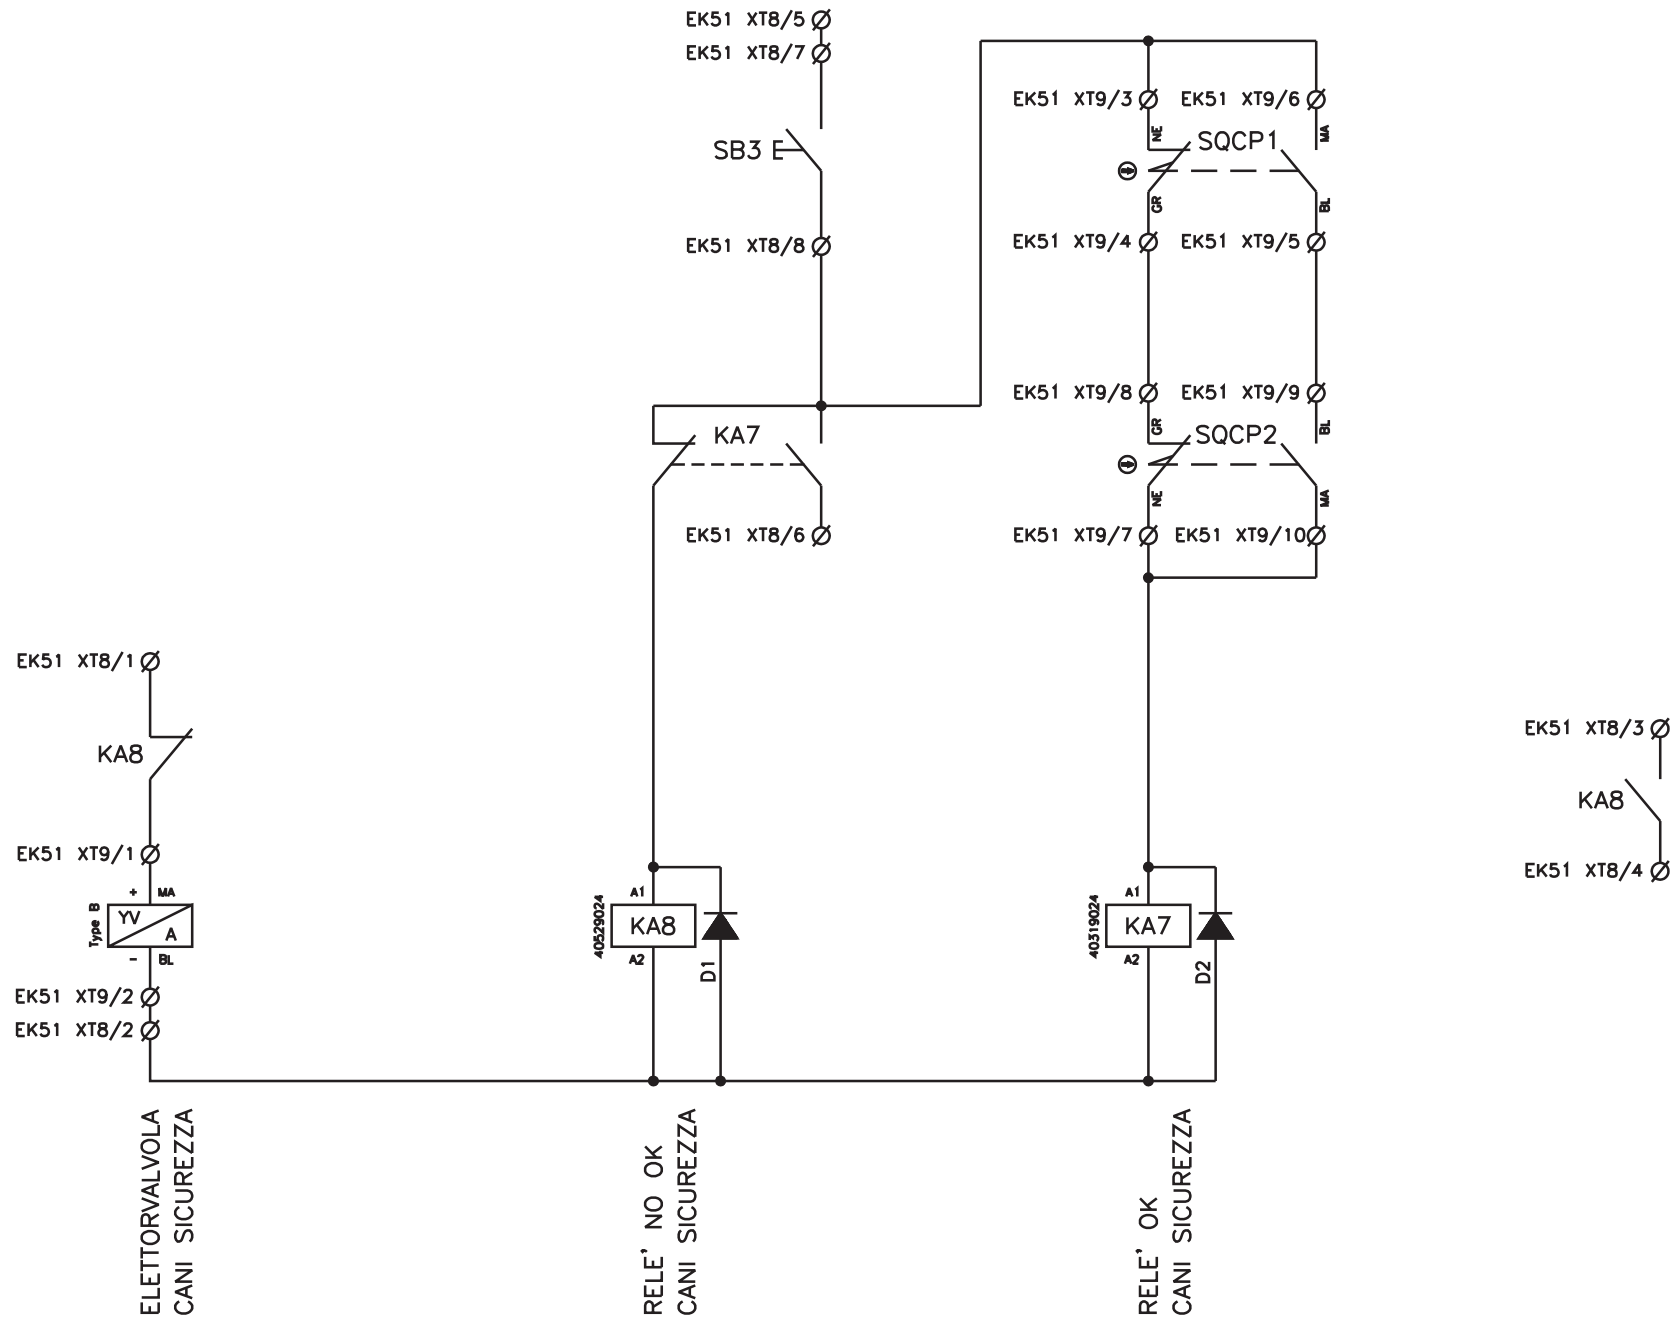 EK51 XT8/5
EK51 XT8/7
EK51 XT9/3
EK51 XT9/6
NE
MA
SB3
SQCP1
GR
BL
EK51 XT8/8
EK51 XT9/4
EK51 XT9/5
EK51 XT9/8
EK51 XT9/9
GR
BL
KA7
SQCP2
NE
MA
EK51 XT8/6
EK51 XT9/7
EK51 XT9/10
EK51 XT8/1
EK51 XT8/3
KA8
KA8
EK51 XT9/1
EK51 XT8/4
+ MA
A1
A1
Type B
YV
A
40529024
KA8
40319024
KA7
- BL
A2
A2
D1
D2
EK51 XT9/2
EK51 XT8/2
ELETTORVALVOLA
CANI SICUREZZA
RELE' NO OK
CANI SICUREZZA
RELE' OK
CANI SICUREZZA